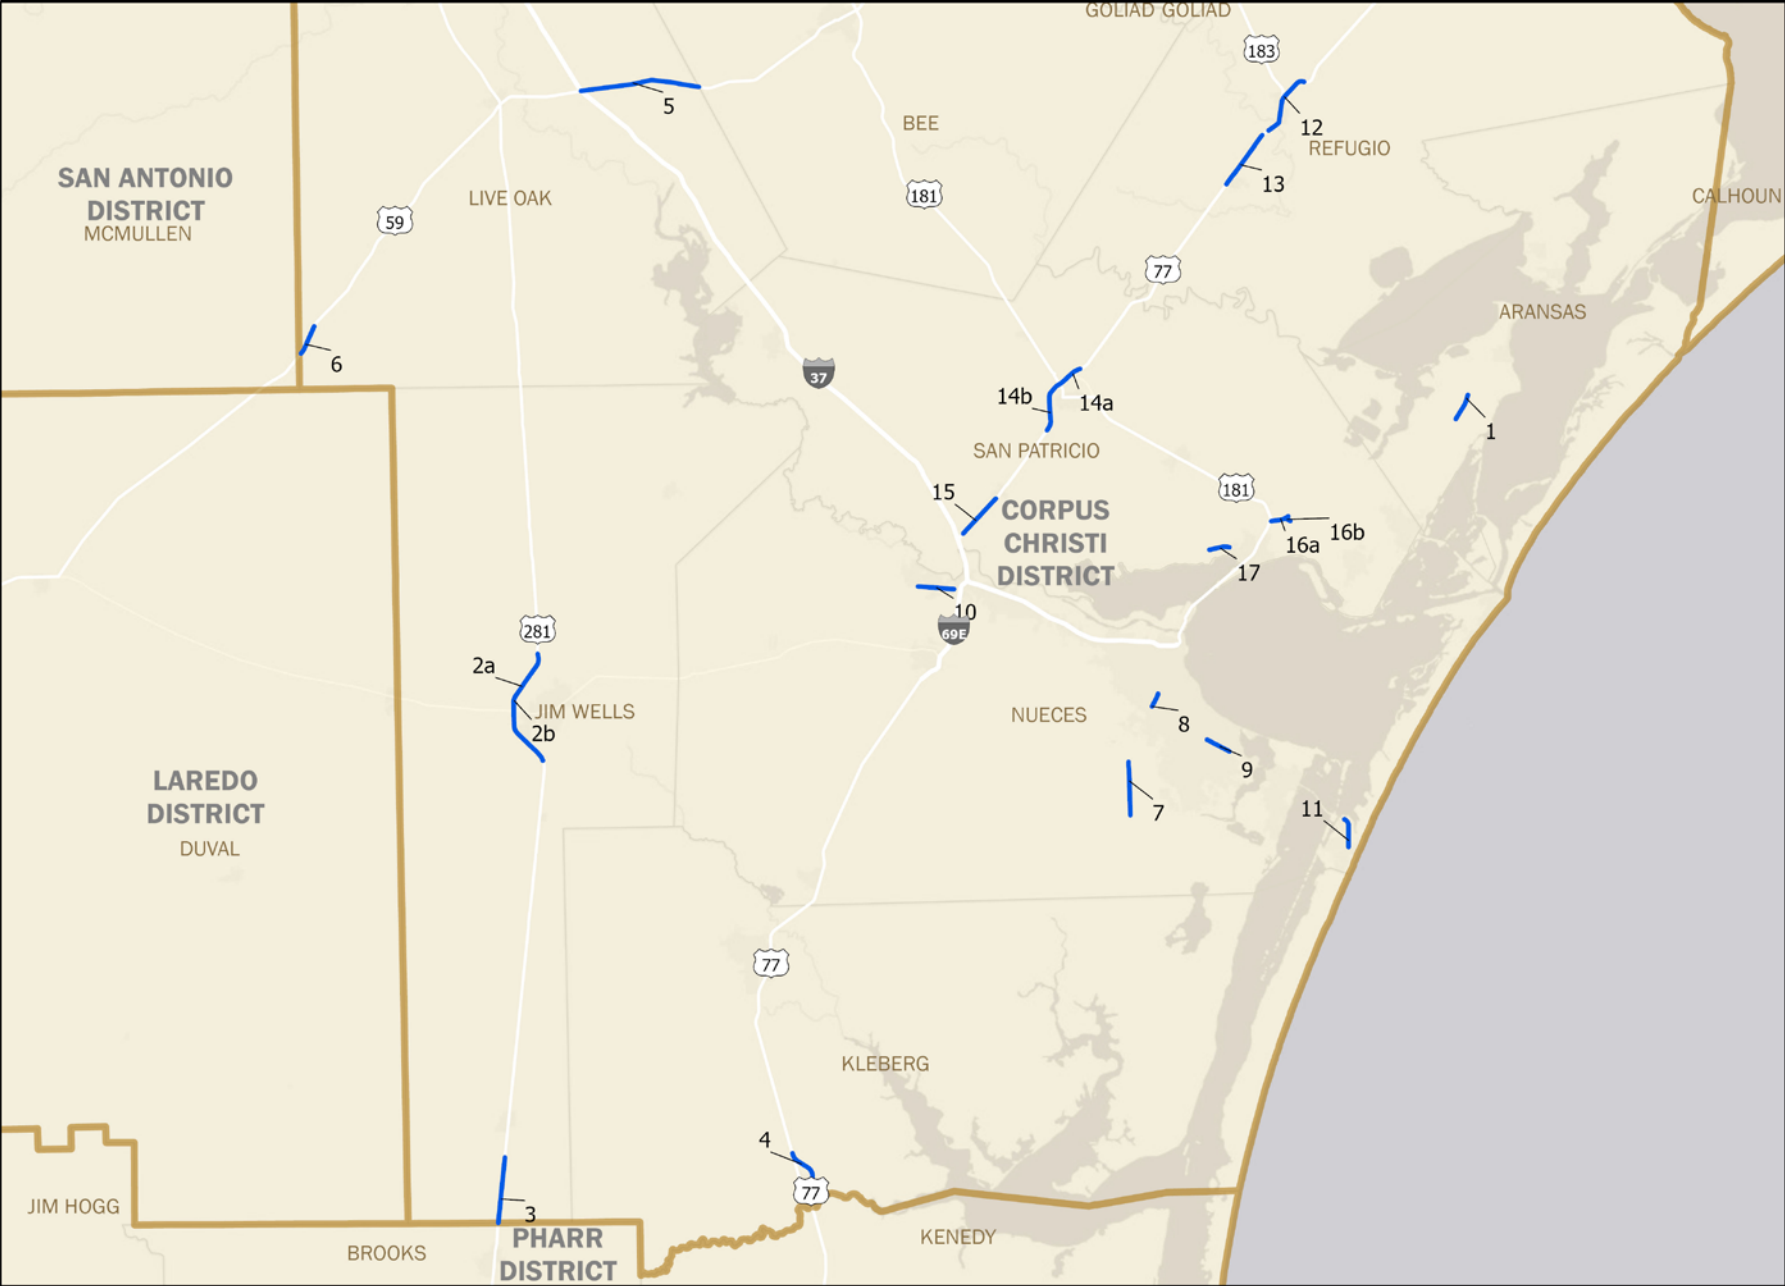 GOLIAD GOLIAD
183
5
BEE
12
REFUGIO
SAN ANTONIO
DISTRICT
MCMULLEN
LIVE OAK
13
181
CALHOUN
59
77
ARANSAS
6
37
14b
14a
1
SAN PATRICIO
15
181
CORPUS
CHRISTI
DISTRICT
16b
16a
17
10
69E
281
2a
JIM WELLS
2b
NUECES
8
9
7
11
LAREDO
DISTRICT
DUVAL
77
KLEBERG
4
77
JIM HOGG
3
KENEDY
BROOKS
PHARR
DISTRICT